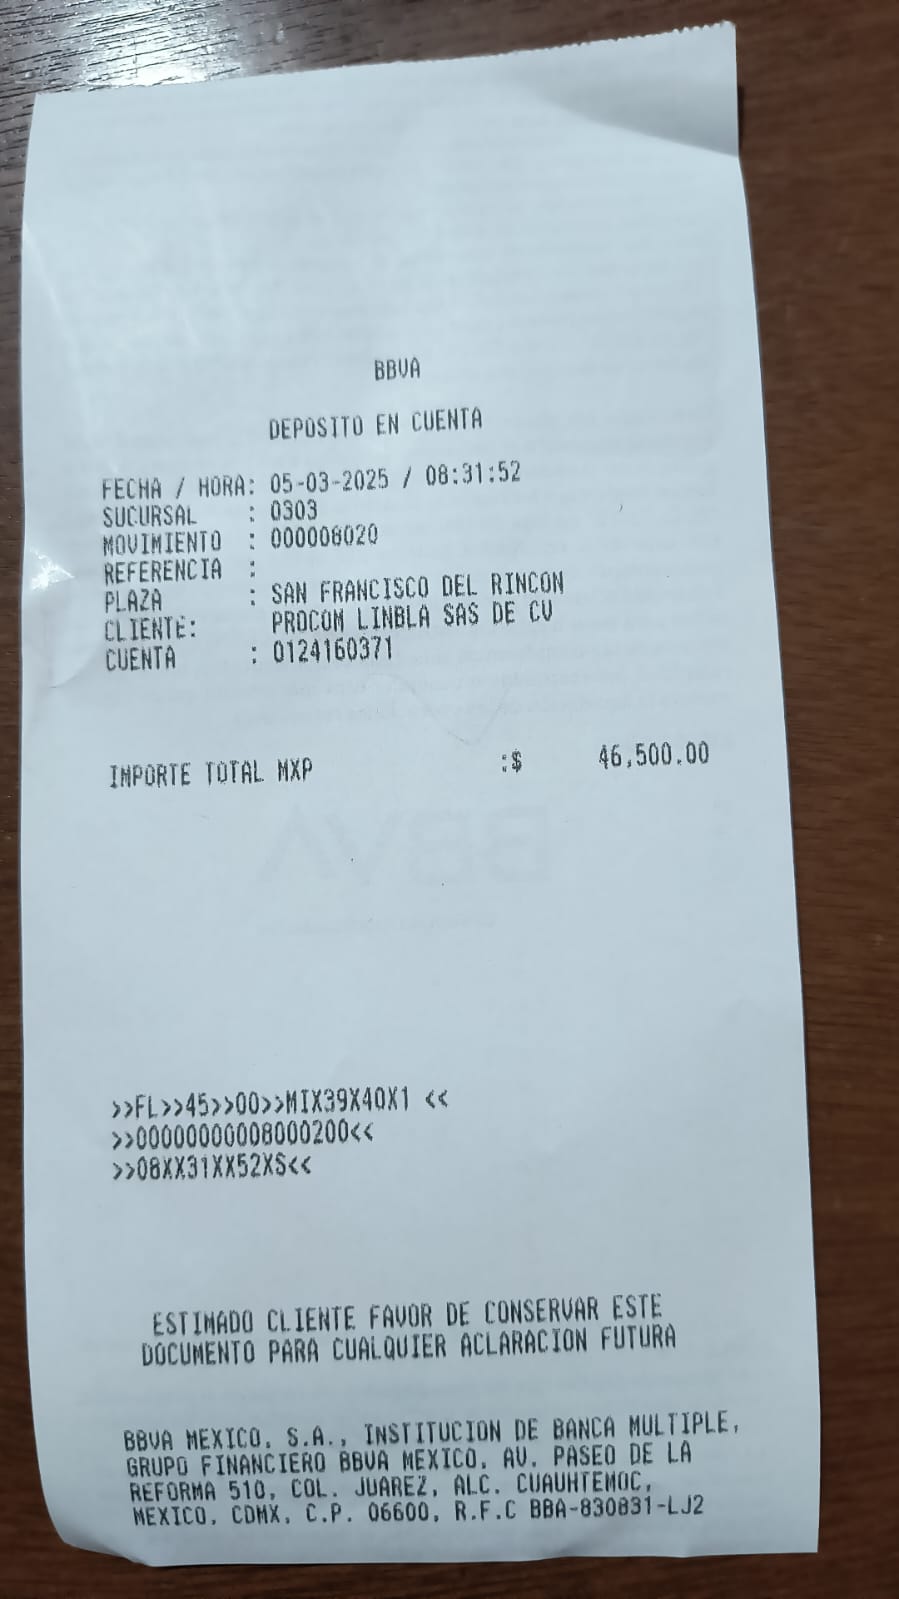 BBVA
DEPOSITO EN CUENTA
FECHA / HORA: 05-03-2025 / 08:31:52
SUCURSAL : 0303
MOVIMIENTO : 000008020
REFERENCIA :
PLAZA : SAN FRANCISCO DEL RINCON
CLIENTE: PROCOM LINBLA SAS DE CV
CUENTA : 0124160371
IMPORTE TOTAL MXP :$ 46,500.00
>>FL>>45>>00>>MIX39X40X1 <<
>>00000000008000200<<
>>08XX31XX52XS<<
ESTIMADO CLIENTE FAVOR DE CONSERVAR ESTE
DOCUMENTO PARA CUALQUIER ACLARACION FUTURA
BBVA MEXICO, S.A., INSTITUCION DE BANCA MULTIPLE,
GRUPO FINANCIERO BBVA MEXICO, AV. PASEO DE LA
REFORMA 510, COL. JUAREZ, ALC. CUAUHTEMOC,
MEXICO, CDMX, C.P. 06600, R.F.C BBA-830831-LJ2